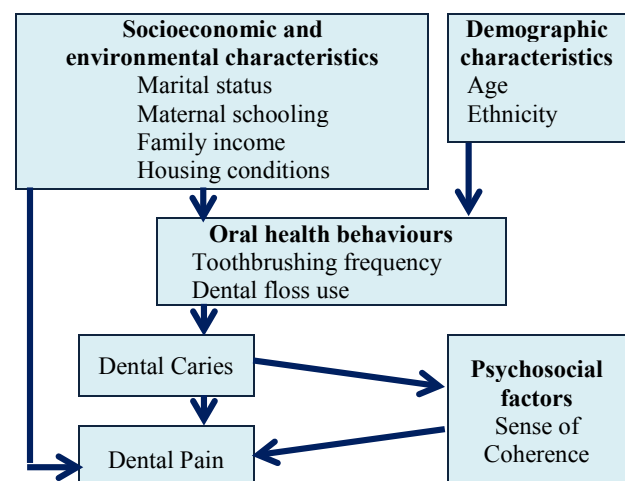 Socioeconomic and
environmental characteristics
Marital status
Maternal schooling
Family income
Housing conditions
Demographic
characteristics
Age
Ethnicity
Oral health behaviours
Toothbrushing frequency
Dental floss use
Dental Caries
Psychosocial
factors
Sense of
Coherence
Dental Pain